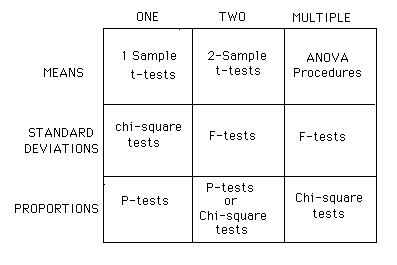 ONE TWO MULTIPLE
MEANS
1 Sample
t-tests
2-Sample
t-tests
ANOVA
Procedures
STANDARD
DEVIATIONS
chi-square
tests
F-tests
F-tests
PROPORTIONS
P-tests
P-tests
or
Chi-square
tests
Chi-square
tests